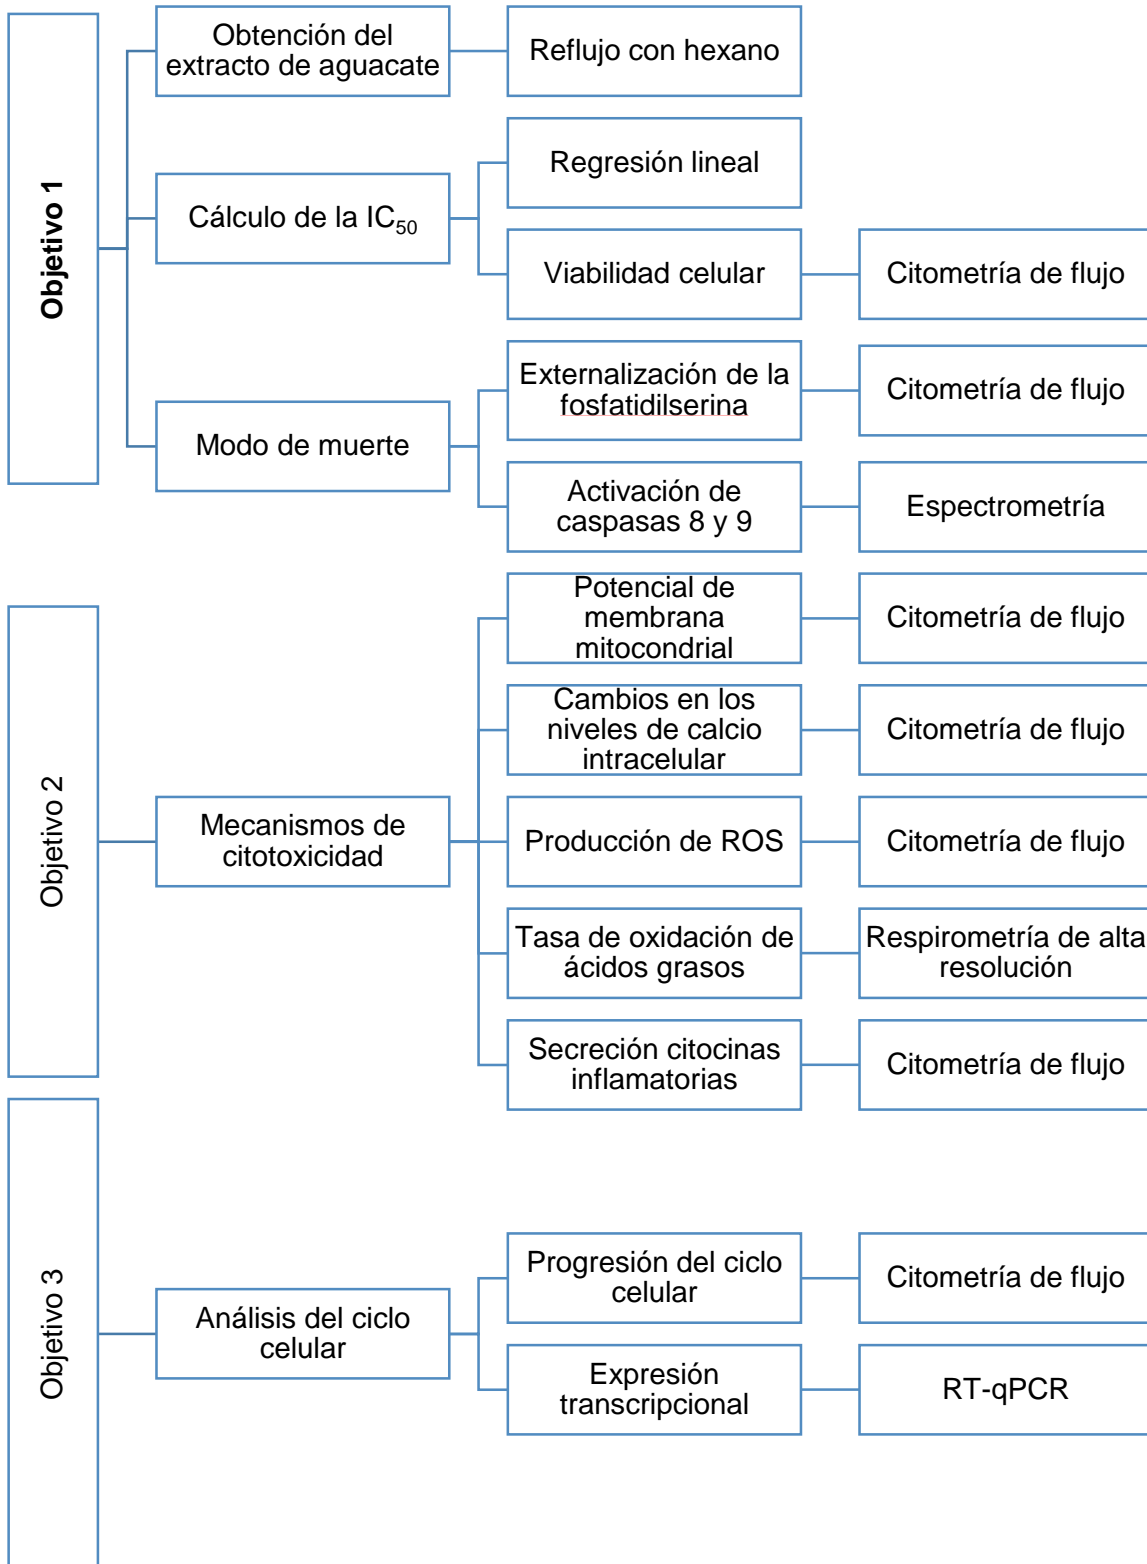 Objetivo 1
Obtención del
extracto de aguacate
Reflujo con hexano
Cálculo de la IC₅₀
Regresión lineal
Viabilidad celular
Citometría de flujo
Modo de muerte
Externalización de la
fosfatidilserina
Citometría de flujo
Activación de
caspasas 8 y 9
Espectrometría
Objetivo 2
Mecanismos de
citotoxicidad
Potencial de
membrana
mitocondrial
Citometría de flujo
Cambios en los
niveles de calcio
intracelular
Citometría de flujo
Producción de ROS
Citometría de flujo
Tasa de oxidación de
ácidos grasos
Respirometría de alta
resolución
Secreción citocinas
inflamatorias
Citometría de flujo
Objetivo 3
Análisis del ciclo
celular
Progresión del ciclo
celular
Citometría de flujo
Expresión
transcripcional
RT-qPCR